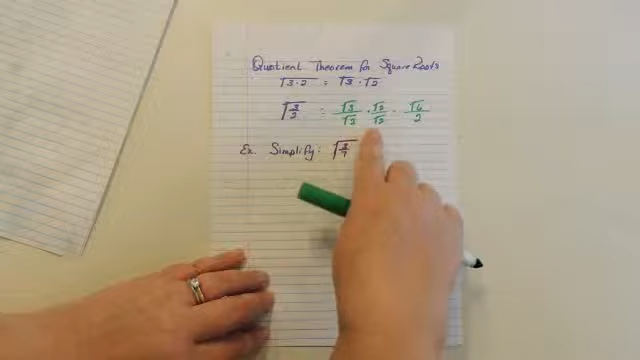 Quotient Theorem for Square Roots
√3·2 = √3 · √2
√3/2 = √3/√2 · √2/√2 = √6/2
Ex. Simplify: √8/7